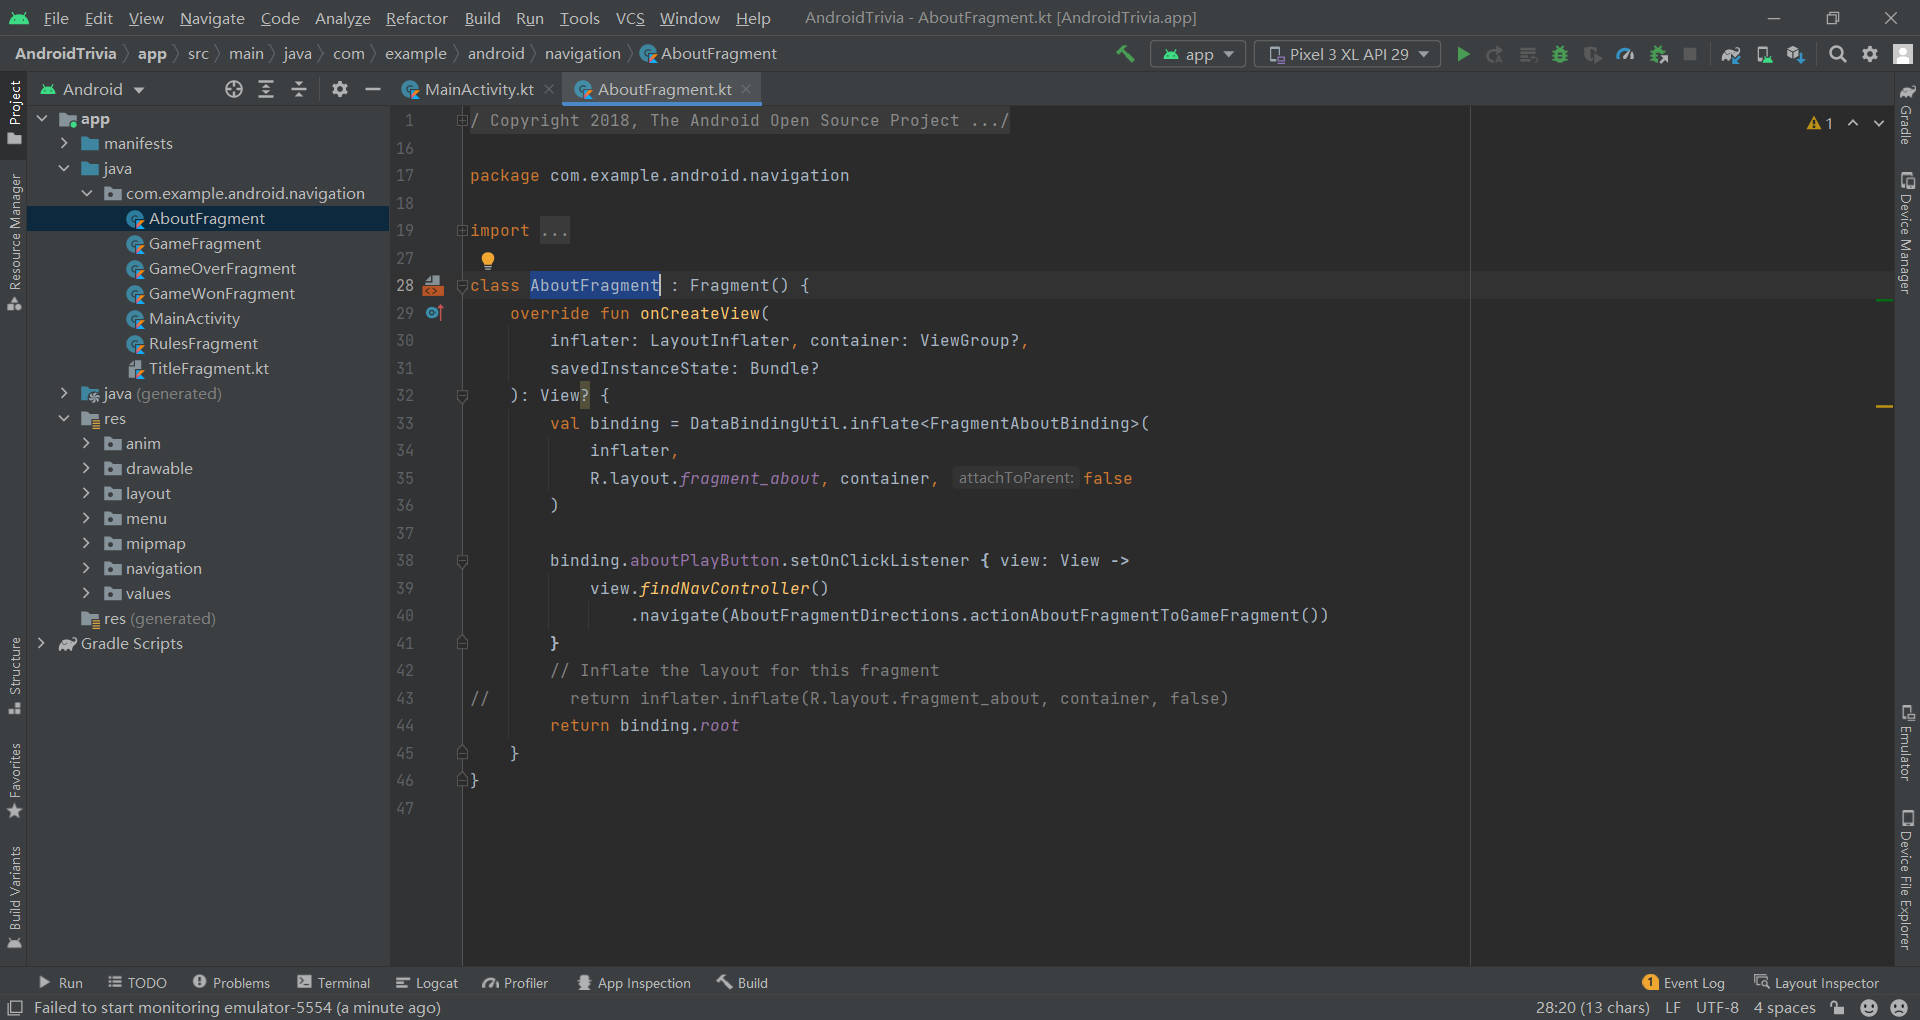 File Edit View Navigate Code Analyze Refactor Build Run Tools VCS Window Help AndroidTrivia - AboutFragment.kt [AndroidTrivia.app]
AndroidTrivia app src main java com example android navigation AboutFragment app Pixel 3 XL API 29
Android MainActivity.kt AboutFragment.kt
Project
Resource Manager
Structure
Favorites
Build Variants
app
manifests
java
com.example.android.navigation
AboutFragment
GameFragment
GameOverFragment
GameWonFragment
MainActivity
RulesFragment
TitleFragment.kt
java (generated)
res
anim
drawable
layout
menu
mipmap
navigation
values
res (generated)
Gradle Scripts
1 / Copyright 2018, The Android Open Source Project .../
16
17 package com.example.android.navigation
18
19 import ...
27
28 class AboutFragment : Fragment() {
29 override fun onCreateView(
30 inflater: LayoutInflater, container: ViewGroup?,
31 savedInstanceState: Bundle?
32 ): View? {
33 val binding = DataBindingUtil.inflate<FragmentAboutBinding>(
34 inflater,
35 R.layout.fragment_about, container, attachToParent: false
36 )
37
38 binding.aboutPlayButton.setOnClickListener { view: View ->
39 view.findNavController()
40 .navigate(AboutFragmentDirections.actionAboutFragmentToGameFragment())
41 }
42 // Inflate the layout for this fragment
43 // return inflater.inflate(R.layout.fragment_about, container, false)
44 return binding.root
45 }
46 }
47
1
Gradle
Device Manager
Emulator
Device File Explorer
Run TODO Problems Terminal Logcat Profiler App Inspection Build 1 Event Log Layout Inspector
Failed to start monitoring emulator-5554 (a minute ago) 28:20 (13 chars) LF UTF-8 4 spaces